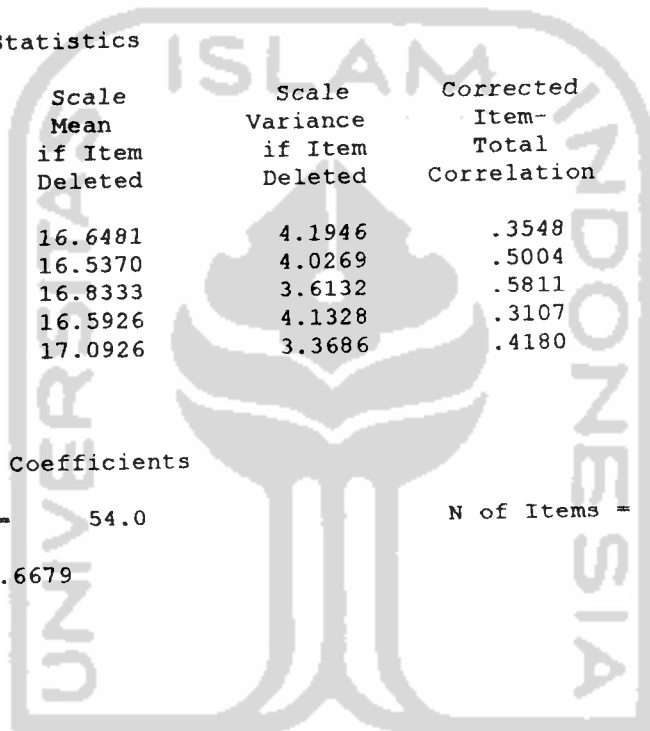 Statistics
Scale Scale Corrected
Mean Variance Item-
if Item if Item Total
Deleted Deleted Correlation
16.6481 4.1946 .3548
16.5370 4.0269 .5004
16.8333 3.6132 .5811
16.5926 4.1328 .3107
17.0926 3.3686 .4180
Coefficients
= 54.0 N of Items =
.6679
ISLAM
UNIVERSITAS
INDONESIA